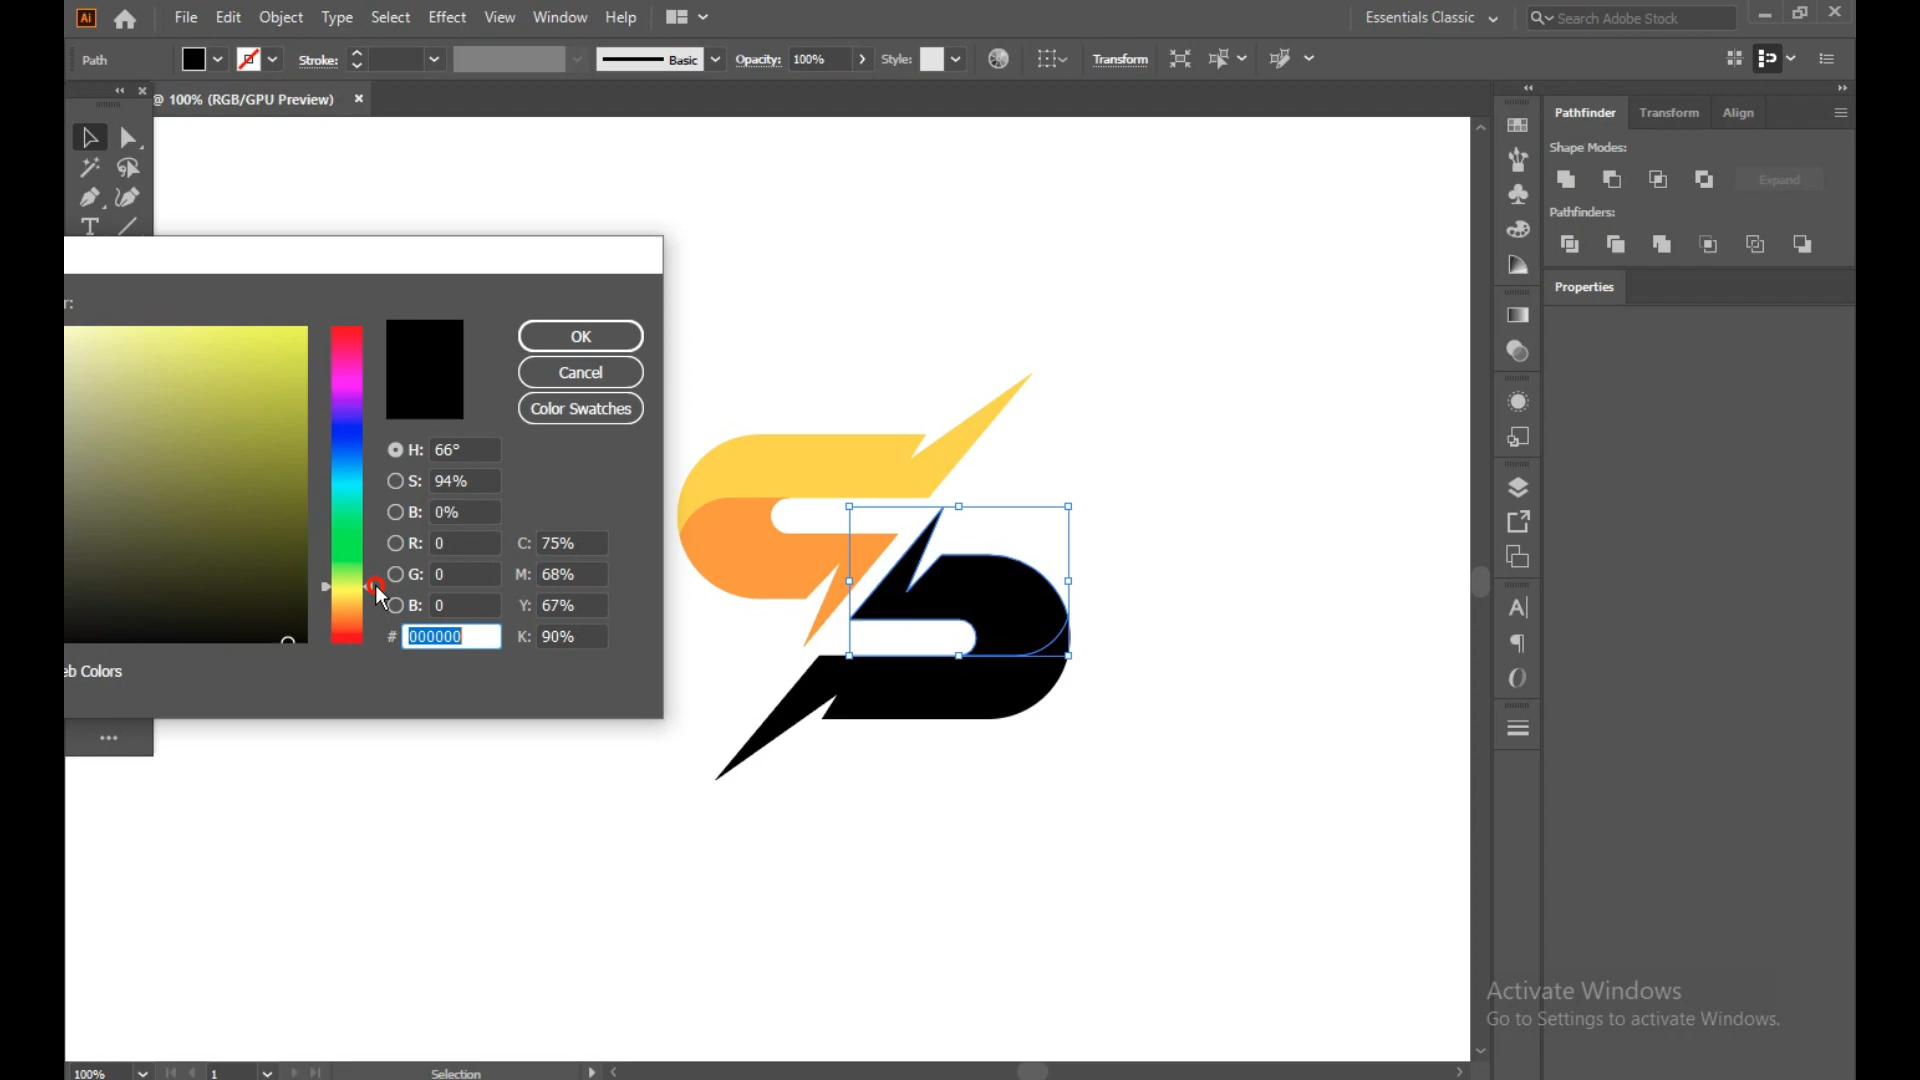 Ai File Edit Object Type Select Effect View Window Help Essentials Classic Search Adobe Stock
Path Stroke: Basic Opacity: 100% Style: Transform
@ 100% (RGB/GPU Preview)
Pathfinder Transform Align
Shape Modes:
Expand
Pathfinders:
Properties
r:
OK
Cancel
Color Swatches
H: 66°
S: 94%
B: 0%
R: 0 C: 75%
G: 0 M: 68%
B: 0 Y: 67%
# 000000 K: 90%
eb Colors
Activate Windows
Go to Settings to activate Windows.
100% 1 Selection